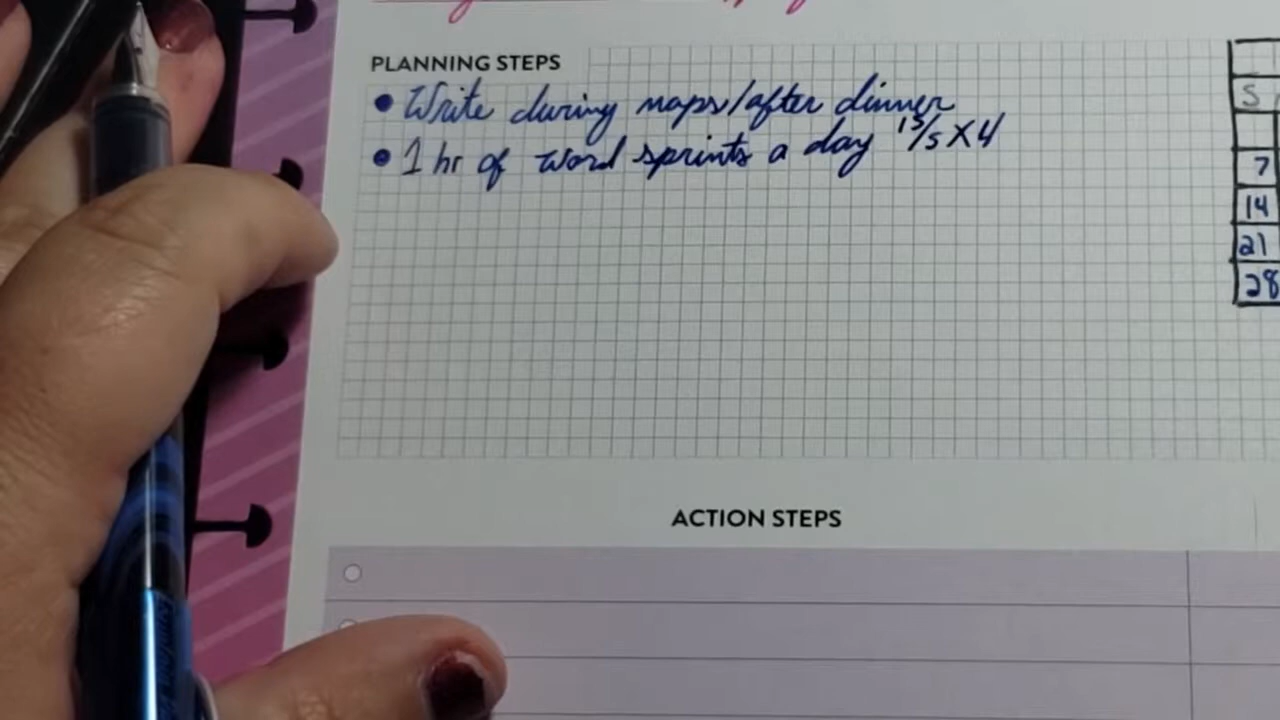 PLANNING STEPS
• Write during naps/after dinner
• 1 hr of word sprints a day 15/5 X 4
S
7
14
21
28
ACTION STEPS